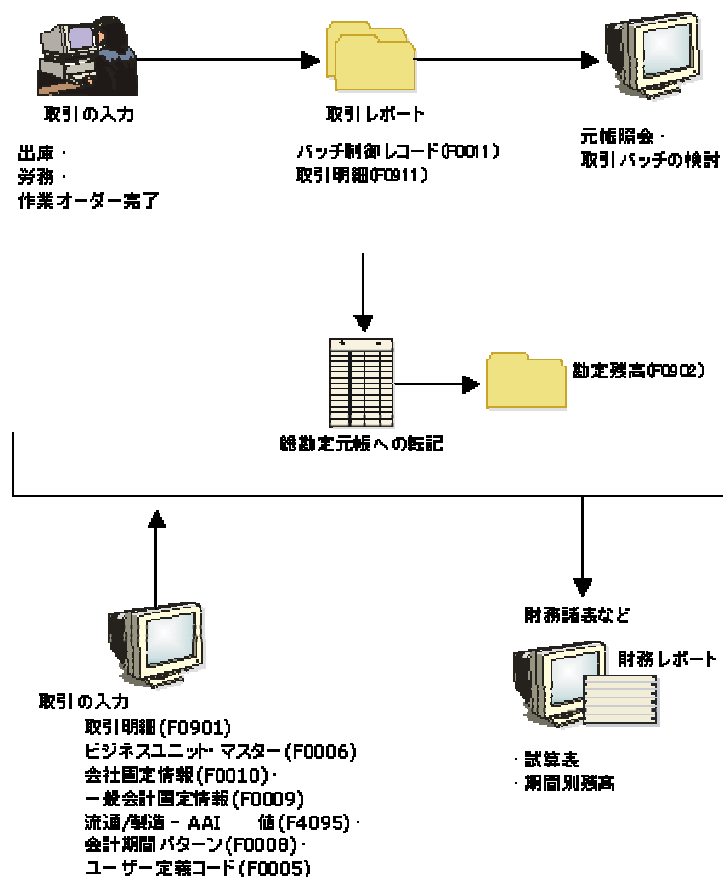 取引の入力
出庫・
労務・
作業オーダー完了
取引レポート
バッチ制御レコード(F0011)
取引明細(F0911)
元帳照会・
取引バッチの検討
総勘定元帳への転記
勘定残高(F0902)
取引の入力
取引明細(F0901)
ビジネスユニット マスター(F0006)
会社固定情報(F0010)・
一般会計固定情報(F0009)
流通/製造 - AAI 値(F4095)・
会計期間パターン(F0008)・
ユーザー定義コード(F0005)
財務諸表など
財務レポート
・試算表
・期間別残高